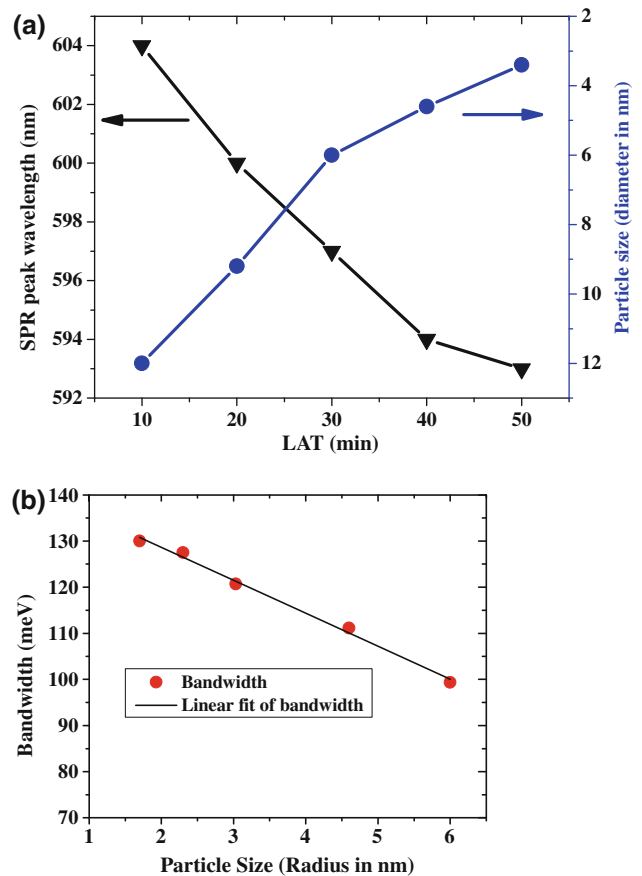 (a)
604
602
600
598
596
594
592
SPR peak wavelength (nm)
10 20 30 40 50
LAT (min)
2
4
6
8
10
12
Particle size (diameter in nm)
(b)
140
130
120
110
100
90
80
70
Bandwidth (meV)
Bandwidth
Linear fit of bandwidth
1 2 3 4 5 6
Particle Size (Radius in nm)